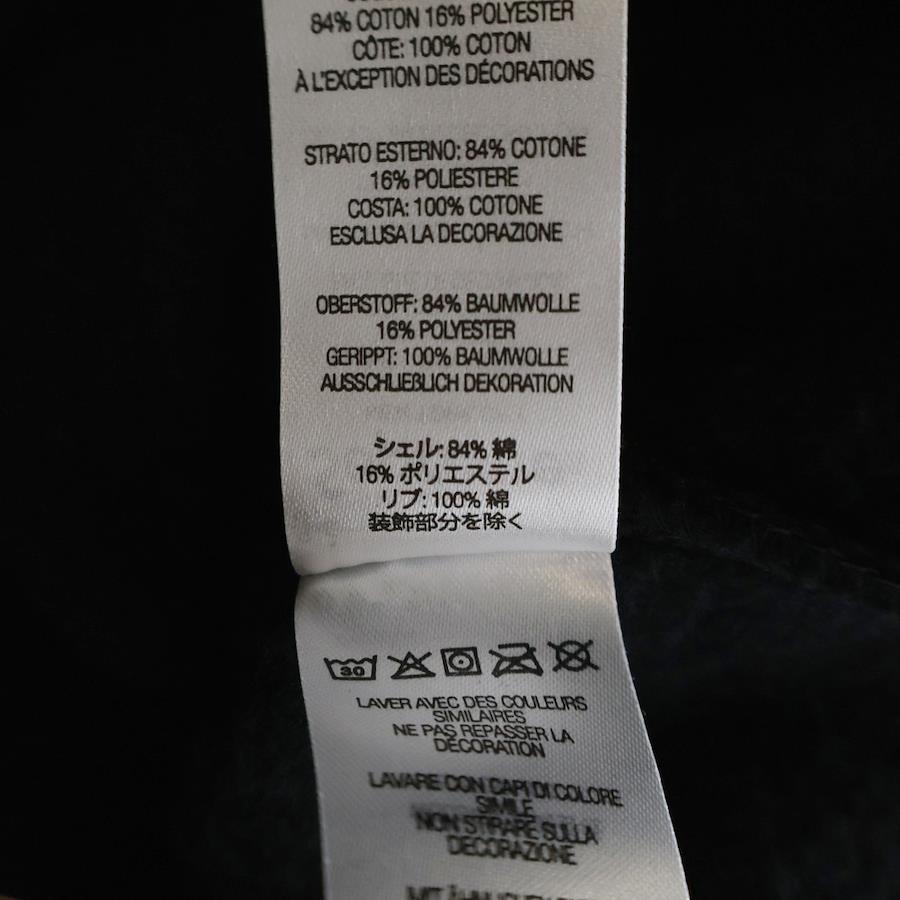 84% COTON 16% POLYESTER
CÔTE: 100% COTON
À L'EXCEPTION DES DÉCORATIONS
STRATO ESTERNO: 84% COTONE
16% POLIESTERE
COSTA: 100% COTONE
ESCLUSA LA DECORAZIONE
OBERSTOFF: 84% BAUMWOLLE
16% POLYESTER
GERIPPT: 100% BAUMWOLLE
AUSSCHLIEßLICH DEKORATION
シェル: 84% 綿
16% ポリエステル
リブ: 100% 綿
装飾部分を除く
30
LAVER AVEC DES COULEURS
SIMILAIRES
NE PAS REPASSER LA
DÉCORATION
LAVARE CON CAPI DI COLORE
SIMILE
NON STIRARE SULLA
DECORAZIONE
MIT